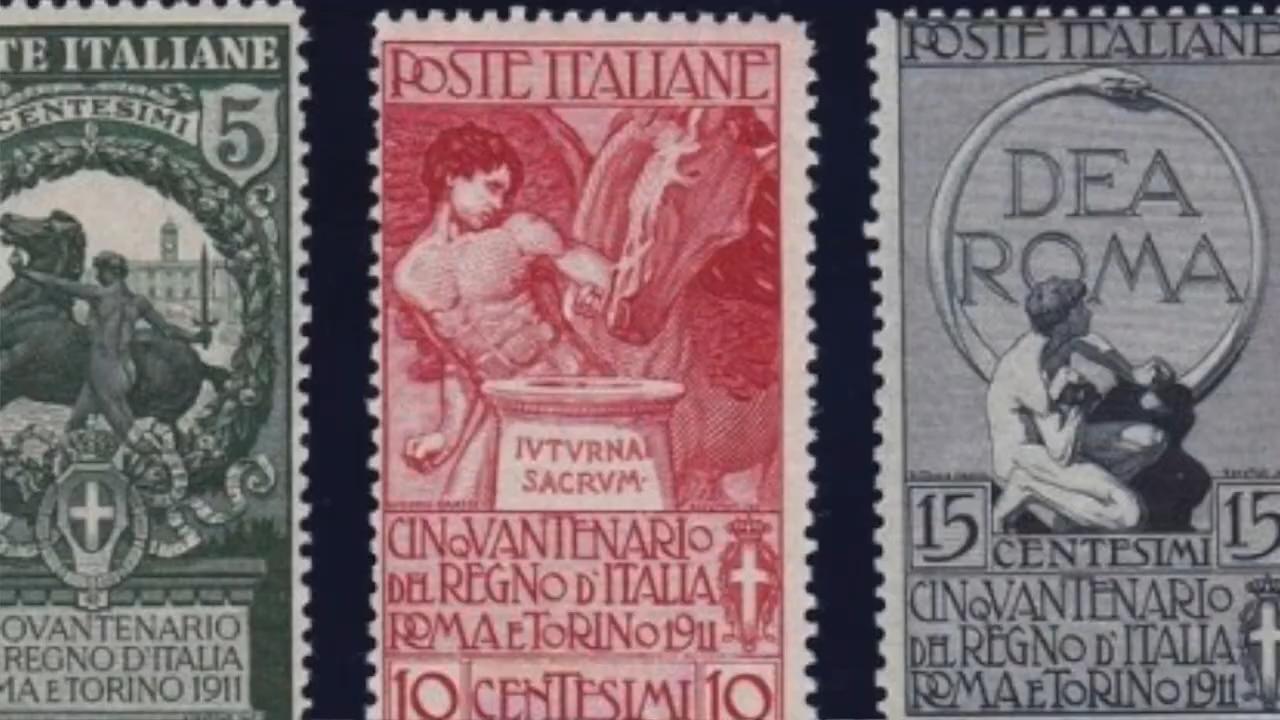 TE ITALIANE
CENTESIMI 5
OVANTENARIO
REGNO D'ITALIA
MA E TORINO 1911
POSTE ITALIANE
IVTVRNAI
SACRVM·
CINQVANTENARIO
DEL REGNO D'ITALIA
ROMA E TORINO 1911
10 CENTESIMI 10
POSTE ITALIANE
DEA
ROMA
15 15
CENTESIMI
CINQVANTENARIO
DEL REGNO D'ITALIA
ROMA E TORINO 1911